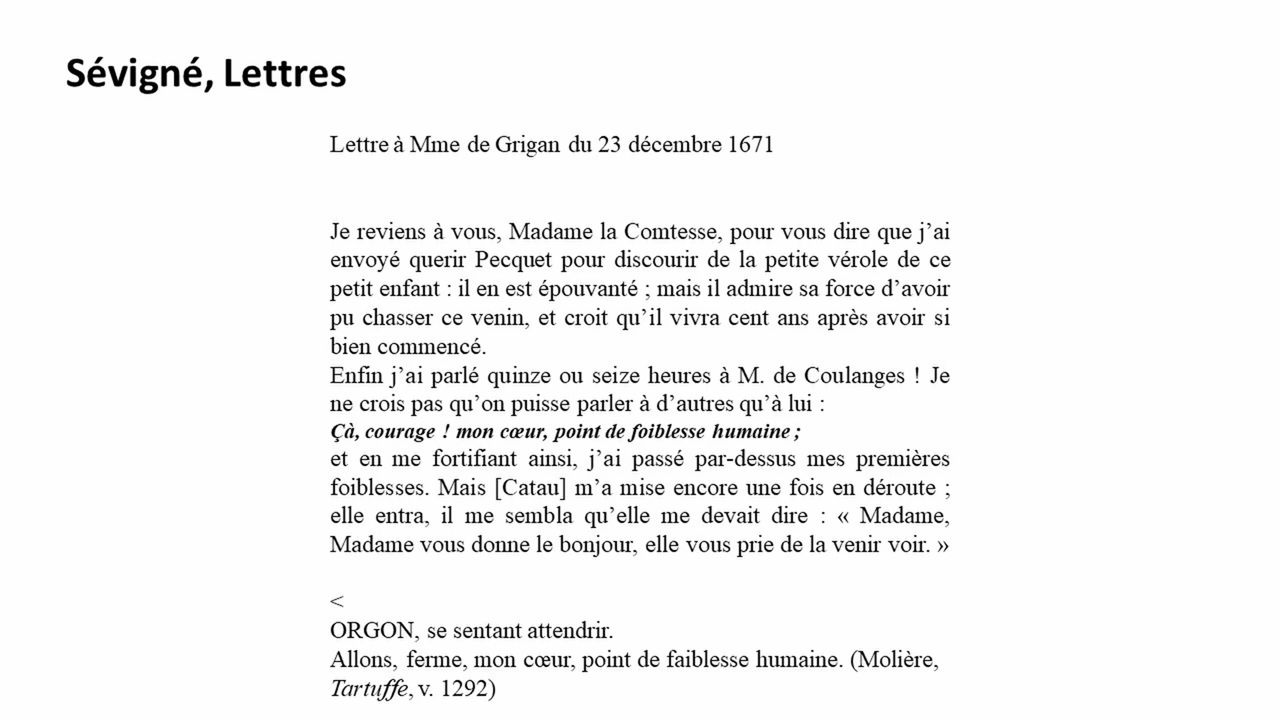 Sévigné, Lettres
Lettre à Mme de Grigan du 23 décembre 1671
Je reviens à vous, Madame la Comtesse, pour vous dire que j’ai
envoyé querir Pecquet pour discourir de la petite vérole de ce
petit enfant : il en est épouvanté ; mais il admire sa force d’avoir
pu chasser ce venin, et croit qu’il vivra cent ans après avoir si
bien commencé.
Enfin j’ai parlé quinze ou seize heures à M. de Coulanges ! Je
ne crois pas qu’on puisse parler à d’autres qu’à lui :
Çà, courage ! mon cœur, point de foiblesse humaine ;
et en me fortifiant ainsi, j’ai passé par-dessus mes premières
foiblesses. Mais [Catau] m’a mise encore une fois en déroute ;
elle entra, il me sembla qu’elle me devait dire : « Madame,
Madame vous donne le bonjour, elle vous prie de la venir voir. »
<
ORGON, se sentant attendrir.
Allons, ferme, mon cœur, point de faiblesse humaine. (Molière,
Tartuffe, v. 1292)